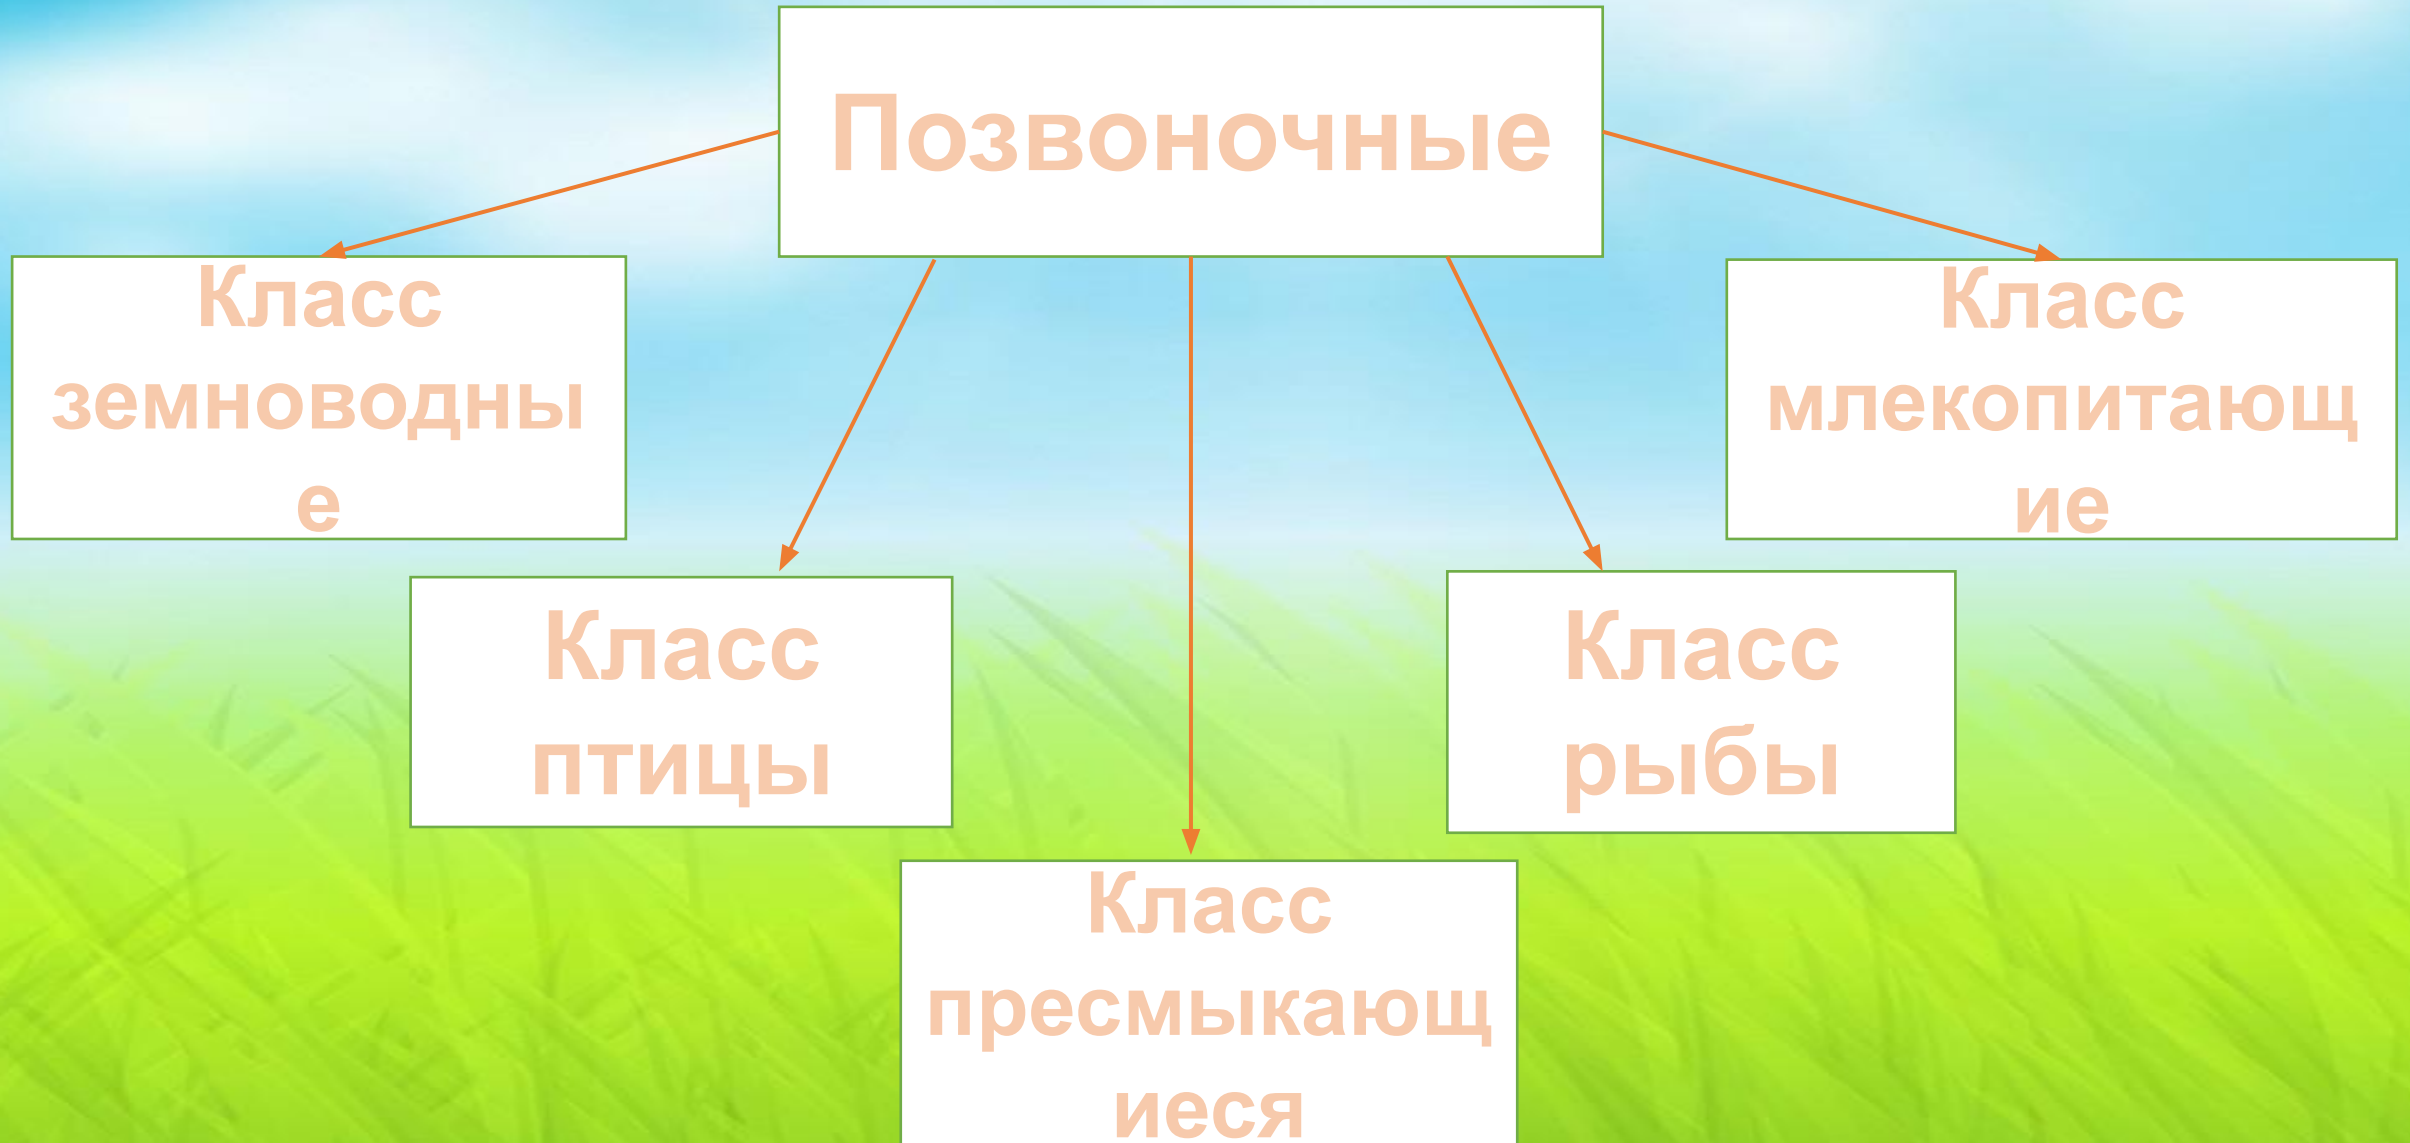 Позвоночные
Класс
земноводны
е
Класс
млекопитающ
ие
Класс
птицы
Класс
рыбы
Класс
пресмыкающ
иеся